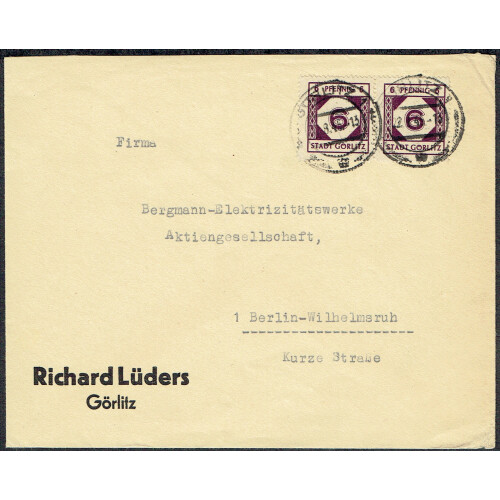 6 PFENNIG 6
6
STADT GÖRLITZ
6 PFENNIG 6
6
STADT GÖRLITZ
Firma
Bergmann-Elektrizitätswerke
Aktiengesellschaft,
1 Berlin-Wilhelmsruh
Kurze Straße
Richard Lüders
Görlitz